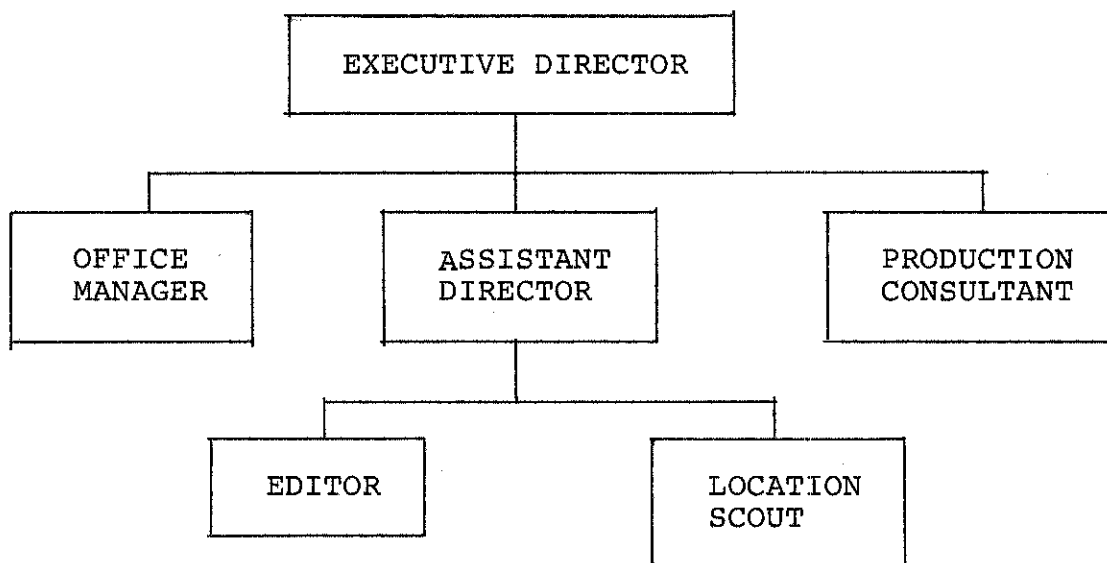 EXECUTIVE DIRECTOR
OFFICE
MANAGER
ASSISTANT
DIRECTOR
PRODUCTION
CONSULTANT
EDITOR
LOCATION
SCOUT